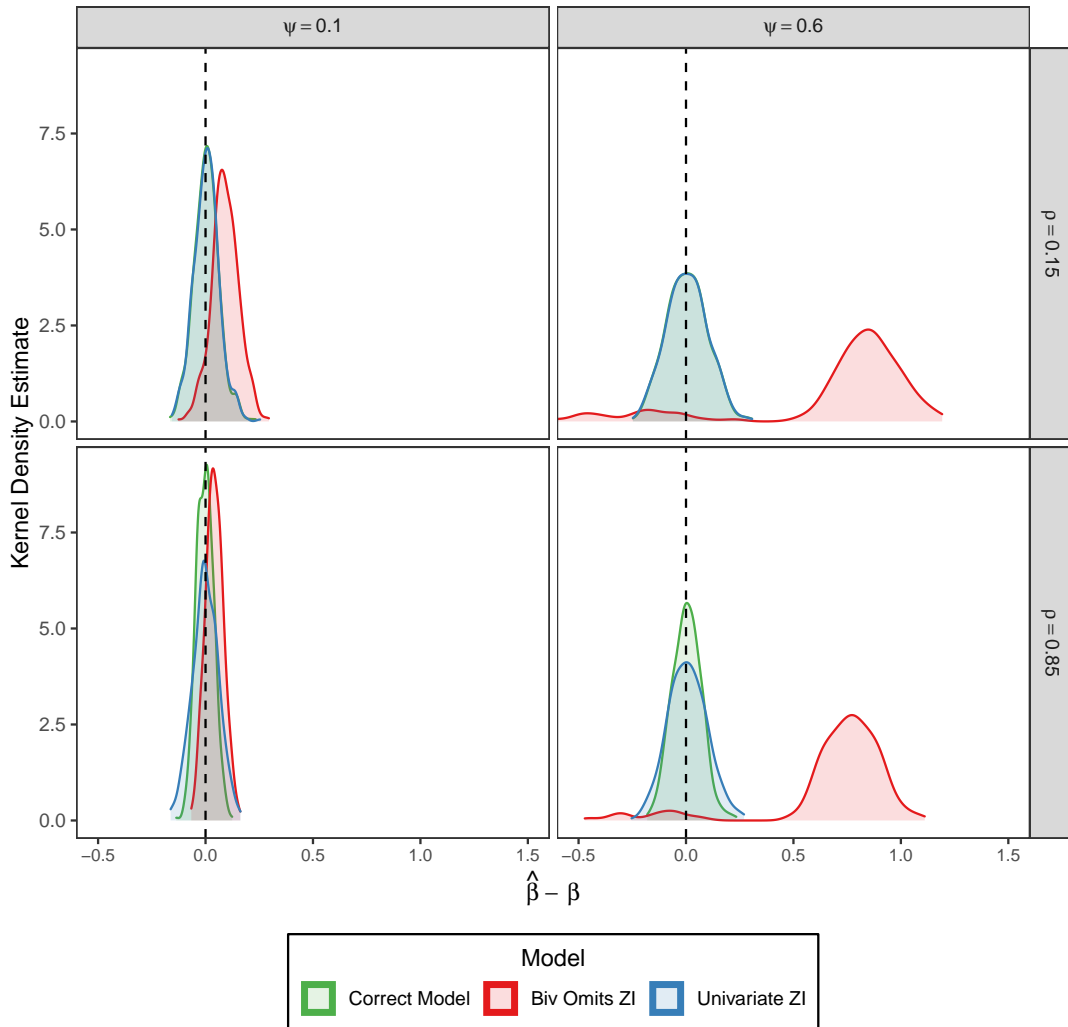 ψ = 0.1
ψ = 0.6
ρ = 0.15
ρ = 0.85
Kernel Density Estimate
7.5
5.0
2.5
0.0
7.5
5.0
2.5
0.0
−0.5 0.0 0.5 1.0 1.5
−0.5 0.0 0.5 1.0 1.5
β̂ − β
Model
Correct Model
Biv Omits ZI
Univariate ZI